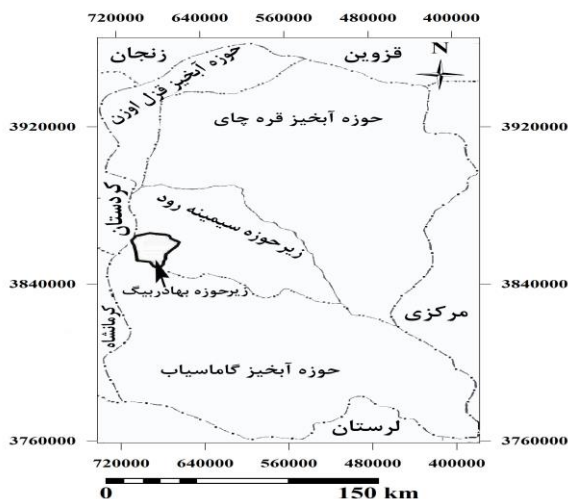 720000 640000 560000 480000 400000
زنجان
قزوین
N
حوزه آبخیز قزل اوزن
3920000
حوزه آبخیز قره چای
3920000
کردستان
زیرحوزه سیمینه رود
3840000
زیرحوزه بهادربیگ
3840000
مرکزی
کرمانشاه
حوزه آبخیز گاماسیاب
لرستان
3760000
3760000
720000 640000 560000 480000 400000
0 150 km